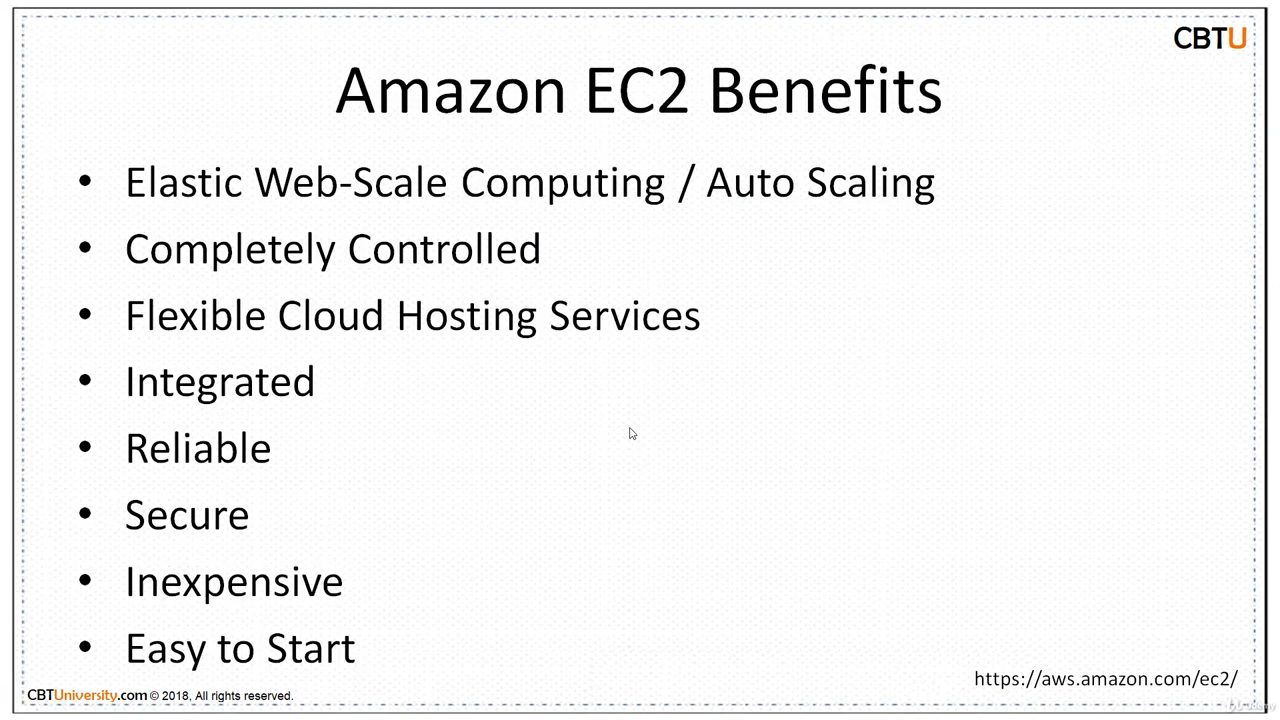 CBTU
Amazon EC2 Benefits
• Elastic Web-Scale Computing / Auto Scaling
• Completely Controlled
• Flexible Cloud Hosting Services
• Integrated
• Reliable
• Secure
• Inexpensive
• Easy to Start
https://aws.amazon.com/ec2/
CBTUniversity.com © 2018, All rights reserved.